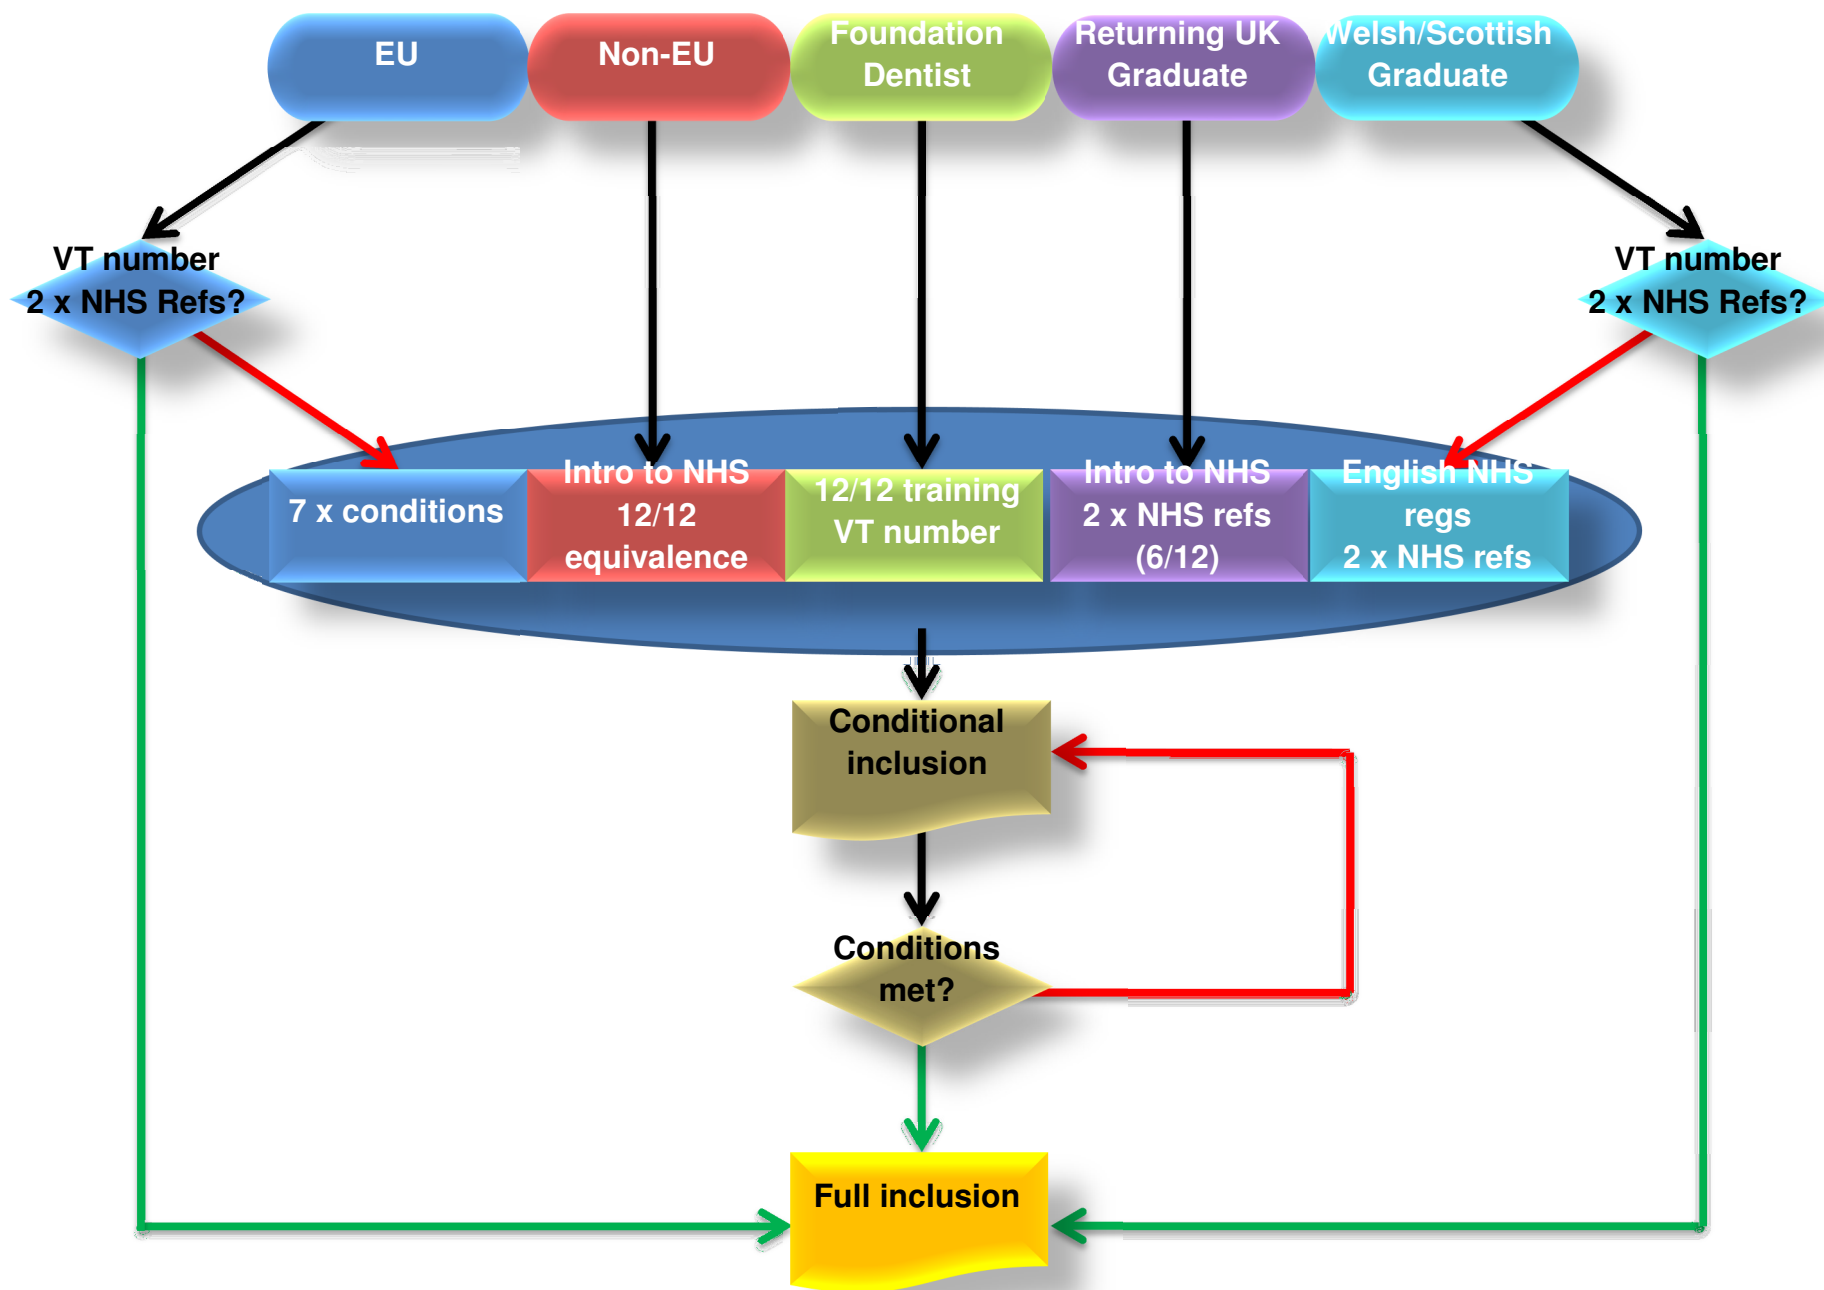 EU
Non-EU
Foundation
Dentist
Returning UK
Graduate
Welsh/Scottish
Graduate
VT number
2 x NHS Refs?
VT number
2 x NHS Refs?
7 x conditions
Intro to NHS
12/12
equivalence
12/12 training
VT number
Intro to NHS
2 x NHS refs
(6/12)
English NHS
regs
2 x NHS refs
Conditional
inclusion
Conditions
met?
Full inclusion